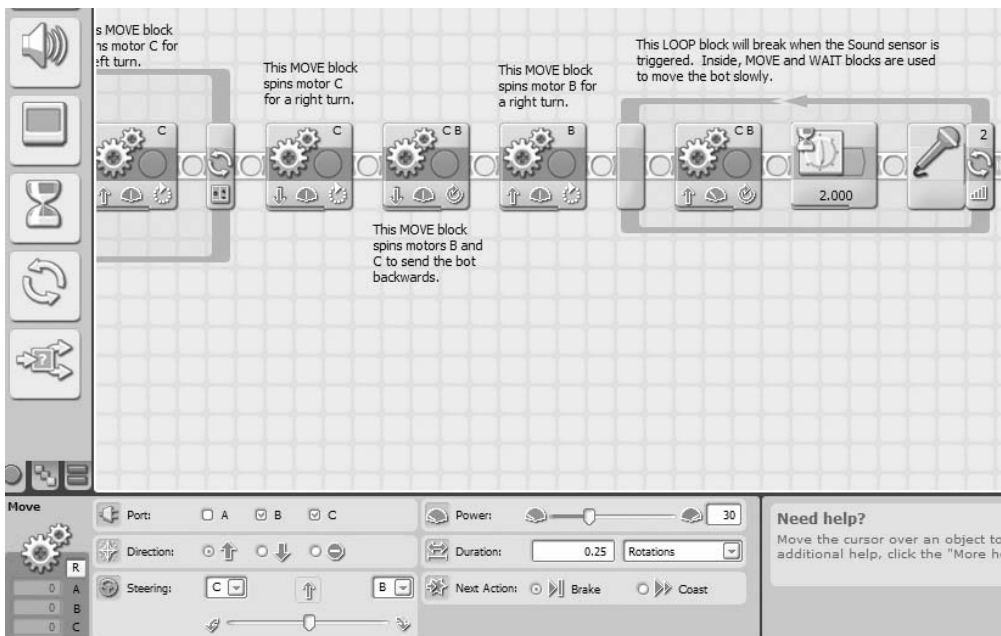 s MOVE block
ns motor C for
eft turn.
This MOVE block
spins motor C
for a right turn.
This MOVE block
spins motor B for
a right turn.
This LOOP block will break when the Sound sensor is
triggered. Inside, MOVE and WAIT blocks are used
to move the bot slowly.
C
C
C B
B
C B
2
2.000
This MOVE block
spins motors B and
C to send the bot
backwards.
Move
R
0 A
0 B
0 C
Port: A B C
Direction:
Steering: C B
Power: 30
Duration: 0.25 Rotations
Next Action: Brake Coast
Need help?
Move the cursor over an object to
additional help, click the "More he